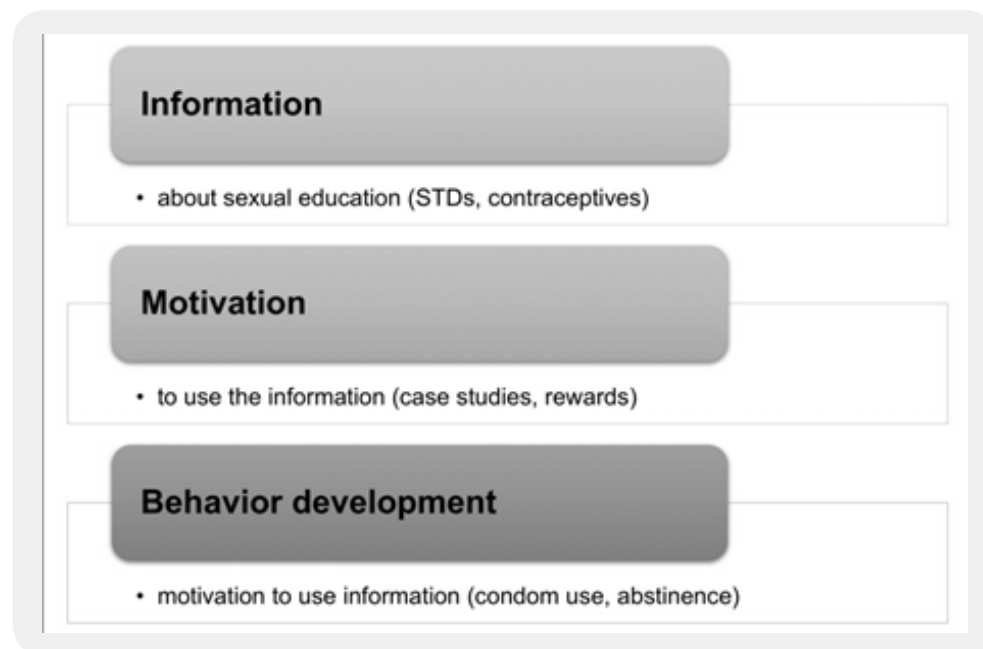 Information
• about sexual education (STDs, contraceptives)
Motivation
• to use the information (case studies, rewards)
Behavior development
• motivation to use information (condom use, abstinence)